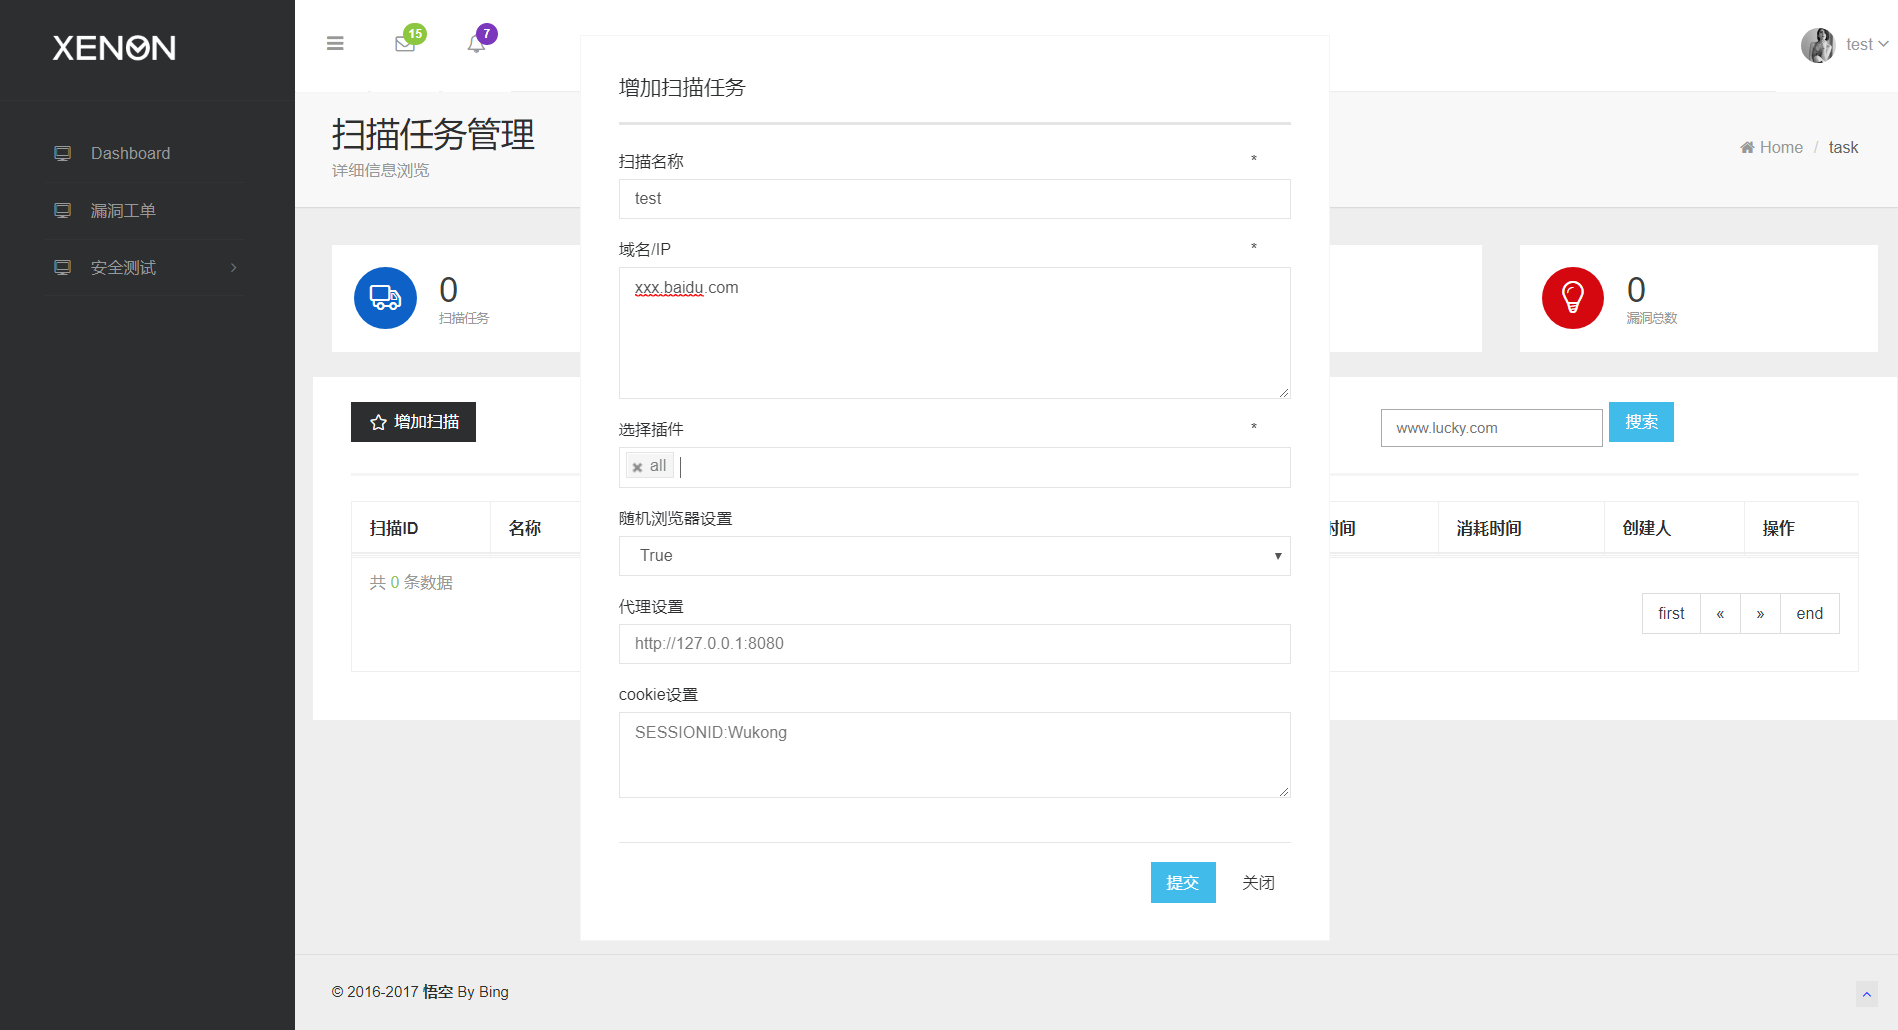 XENON
15
7
test
Dashboard
漏洞工单
安全测试
扫描任务管理
详细信息浏览
Home / task
0
扫描任务
0
漏洞总数
增加扫描
www.lucky.com
搜索
扫描ID 名称 时间 消耗时间 创建人 操作
共 0 条数据
first « » end
增加扫描任务
扫描名称 *
test
域名/IP *
xxx.baidu.com
选择插件 *
all
随机浏览器设置
True
代理设置
http://127.0.0.1:8080
cookie设置
SESSIONID:Wukong
提交 关闭
© 2016-2017 悟空 By Bing